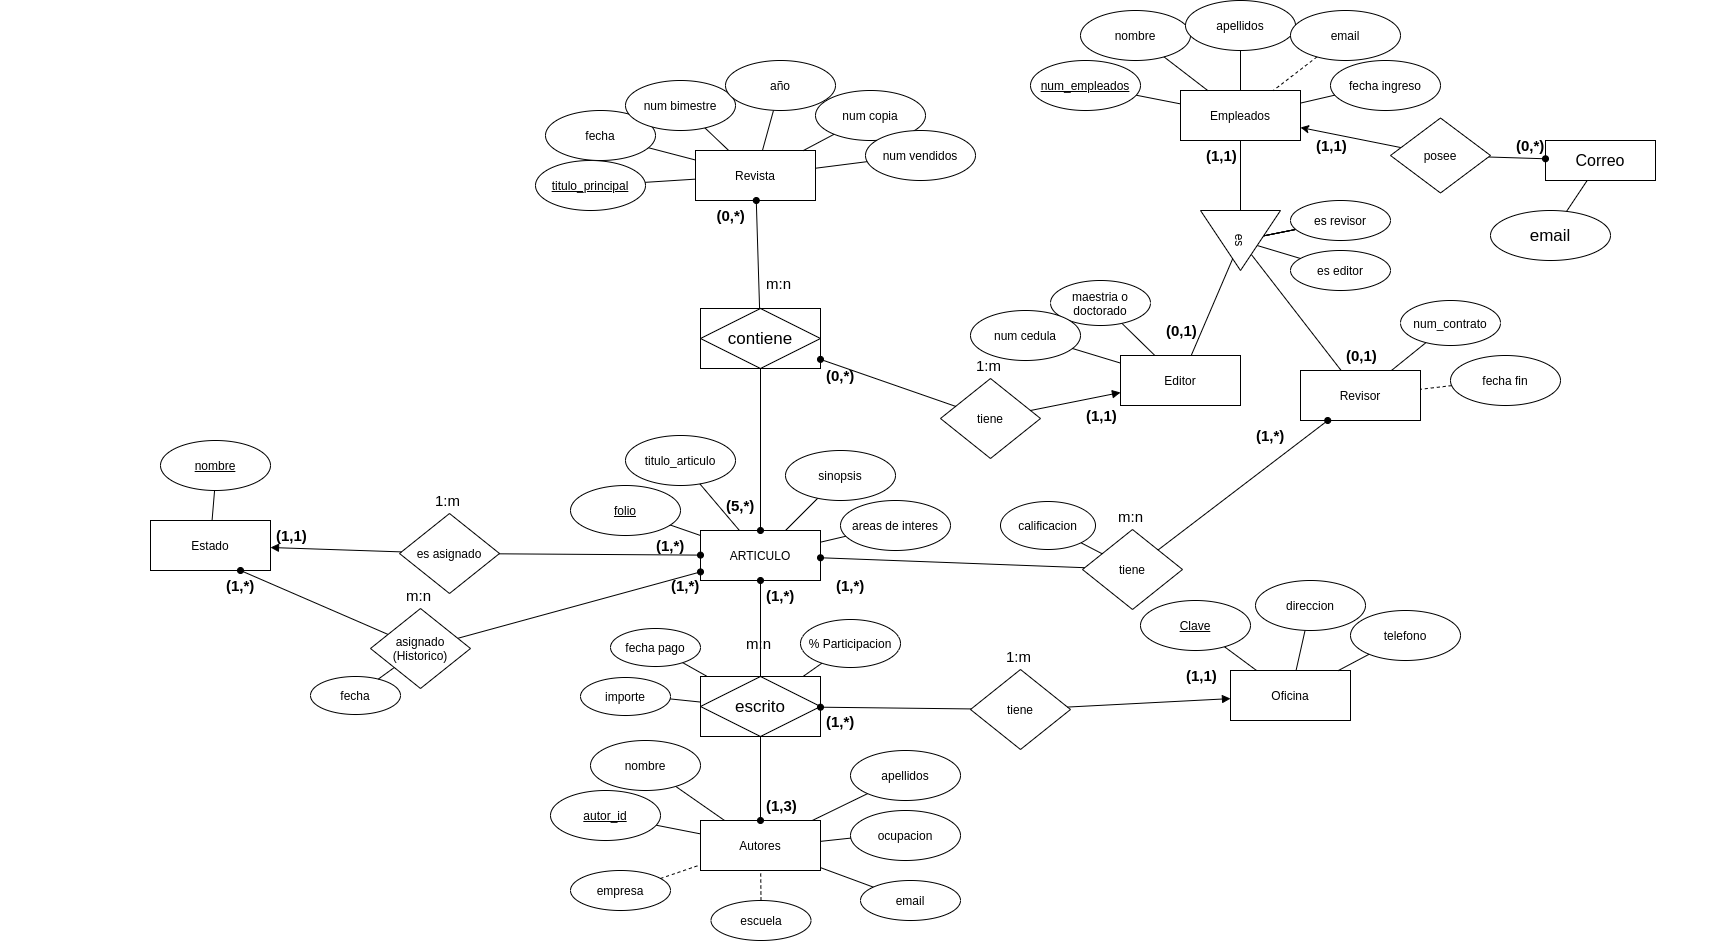 apellidos
nombre
email
num_empleados
fecha ingreso
Empleados
(1,1)
(1,1)
posee
(0,*)
Correo
email
año
num bimestre
num copia
fecha
num vendidos
titulo_principal
Revista
(0,*)
m:n
contiene
(0,*)
es
es revisor
es editor
maestria o
doctorado
num cedula
(0,1)
Editor
1:m
tiene
(1,1)
num_contrato
(0,1)
fecha fin
Revisor
(1,*)
nombre
Estado
(1,1)
1:m
es asignado
(1,*)
(1,*)
m:n
asignado
(Historico)
fecha
(1,*)
titulo_articulo
sinopsis
folio
(5,*)
areas de interes
ARTICULO
(1,*)
(1,*)
calificacion
m:n
tiene
m:n
fecha pago
% Participacion
importe
escrito
(1,*)
1:m
tiene
(1,1)
Clave
direccion
telefono
Oficina
nombre
apellidos
autor_id
(1,3)
ocupacion
Autores
empresa
escuela
email